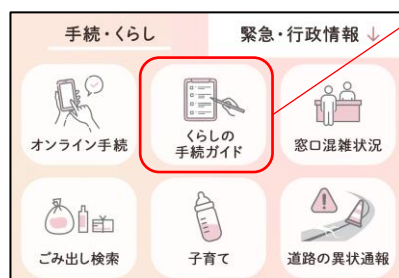 手続・くらし
緊急・行政情報↓
オンライン手続
くらしの
手続ガイド
窓口混雑状況
ごみ出し検索
子育て
道路の異状通報